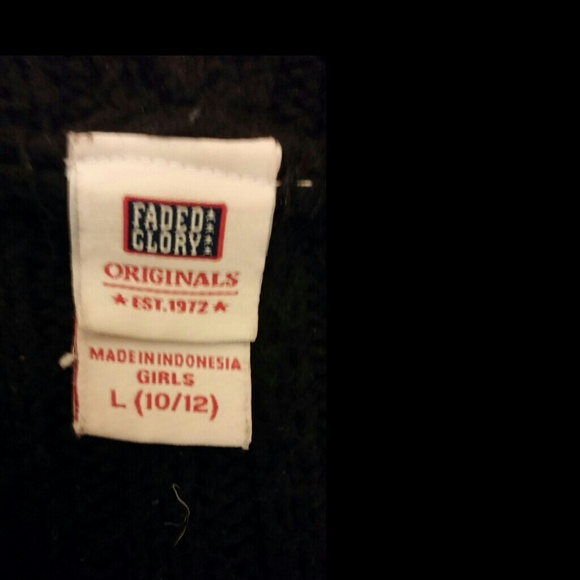 FADED
GLORY
ORIGINALS
EST.1972
MADE IN INDONESIA
GIRLS
L (10/12)